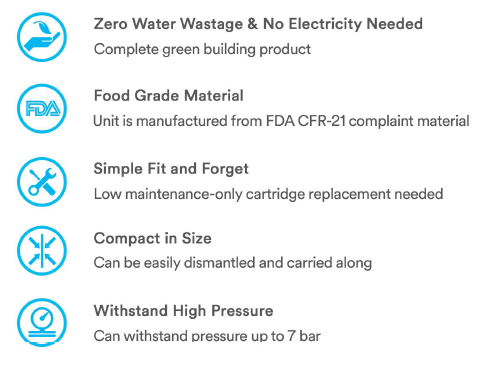 Zero Water Wastage & No Electricity Needed
Complete green building product
FDA
Food Grade Material
Unit is manufactured from FDA CFR-21 complaint material
Simple Fit and Forget
Low maintenance-only cartridge replacement needed
Compact in Size
Can be easily dismantled and carried along
Withstand High Pressure
Can withstand pressure up to 7 bar